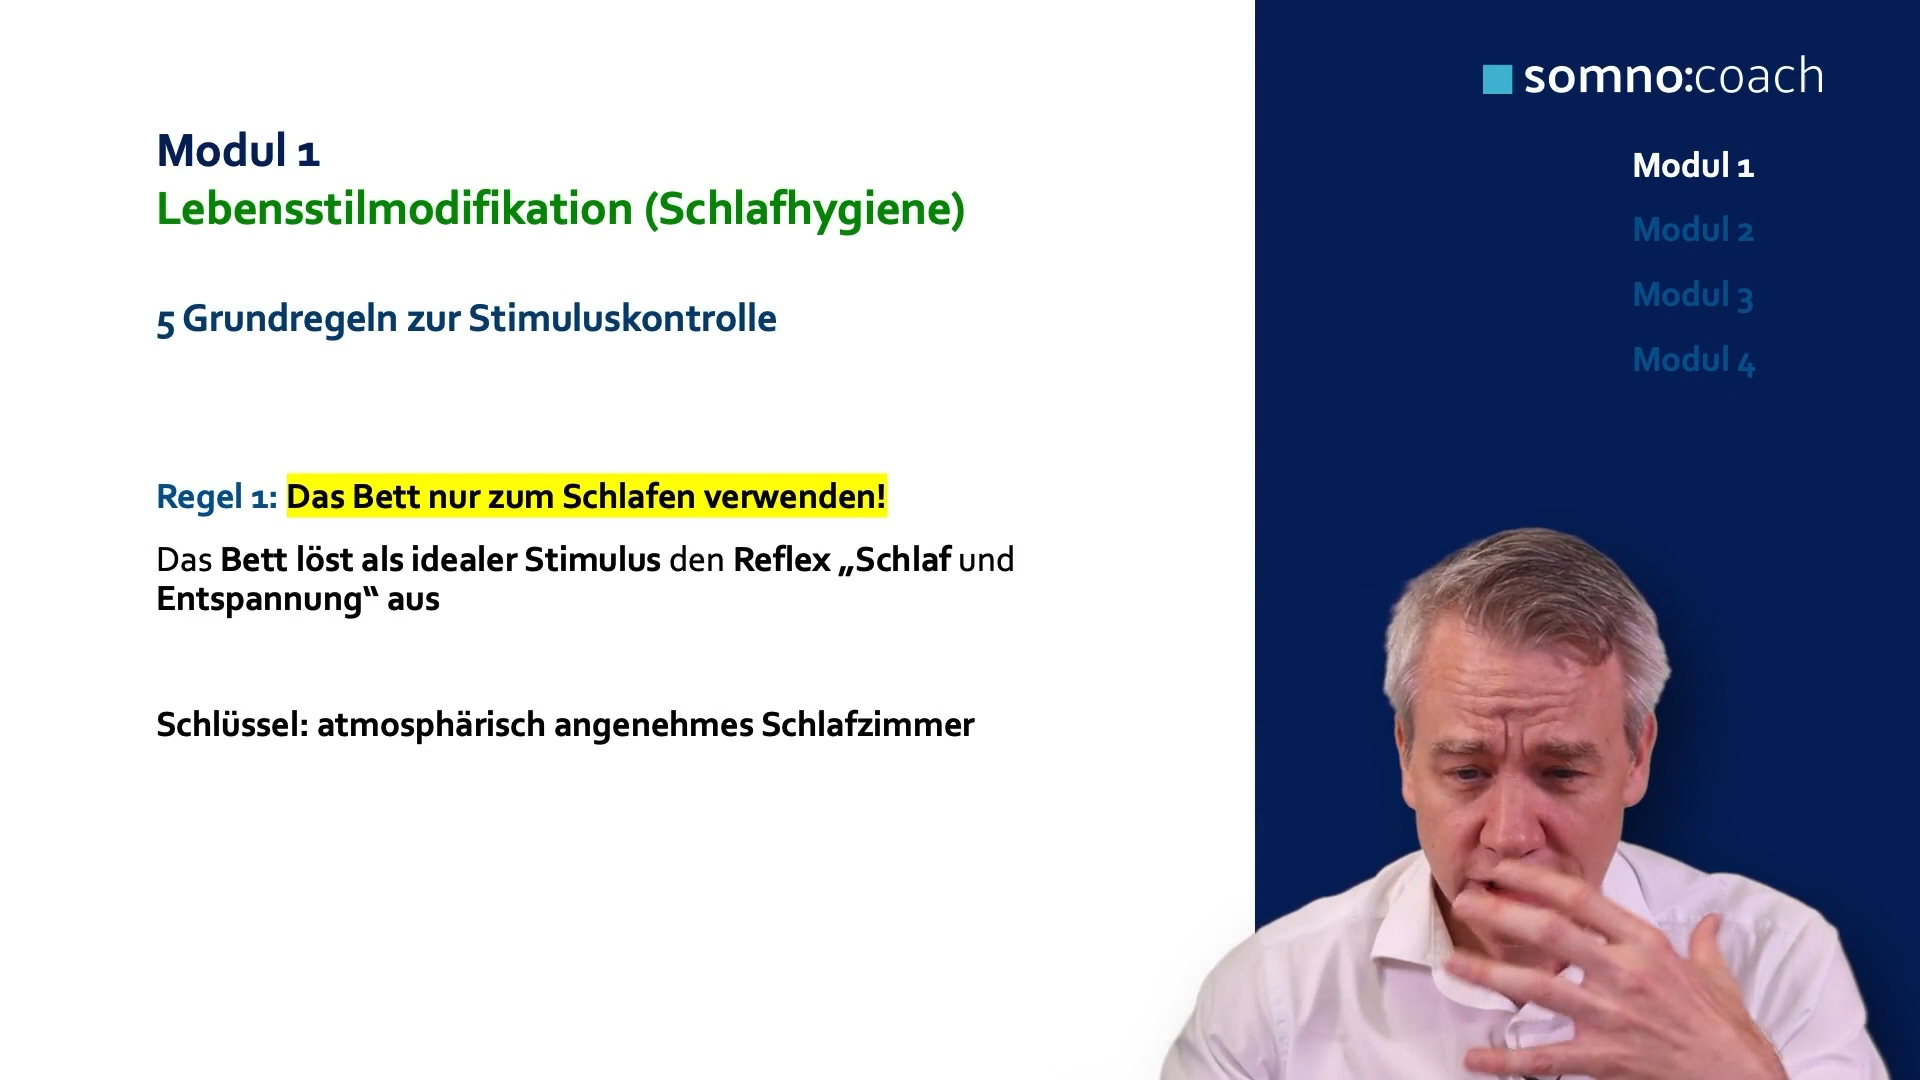 somno:coach
Modul 1
Lebensstilmodifikation (Schlafhygiene)
5 Grundregeln zur Stimuluskontrolle
Regel 1: Das Bett nur zum Schlafen verwenden!
Das Bett löst als idealer Stimulus den Reflex „Schlaf und
Entspannung“ aus
Schlüssel: atmosphärisch angenehmes Schlafzimmer
Modul 1
Modul 2
Modul 3
Modul 4